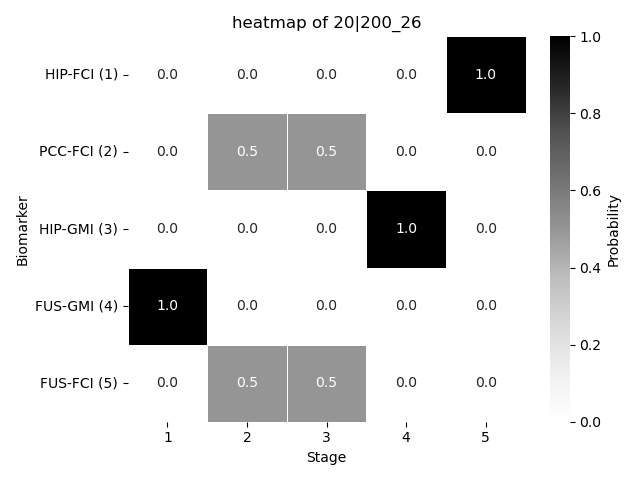 heatmap of 20|200_26
HIP-FCI (1) 0.0 0.0 0.0 0.0 1.0
PCC-FCI (2) 0.0 0.5 0.5 0.0 0.0
HIP-GMI (3) 0.0 0.0 0.0 1.0 0.0
FUS-GMI (4) 1.0 0.0 0.0 0.0 0.0
FUS-FCI (5) 0.0 0.5 0.5 0.0 0.0
1 2 3 4 5
Stage
Biomarker
1.0
0.8
0.6
0.4
0.2
0.0
Probability